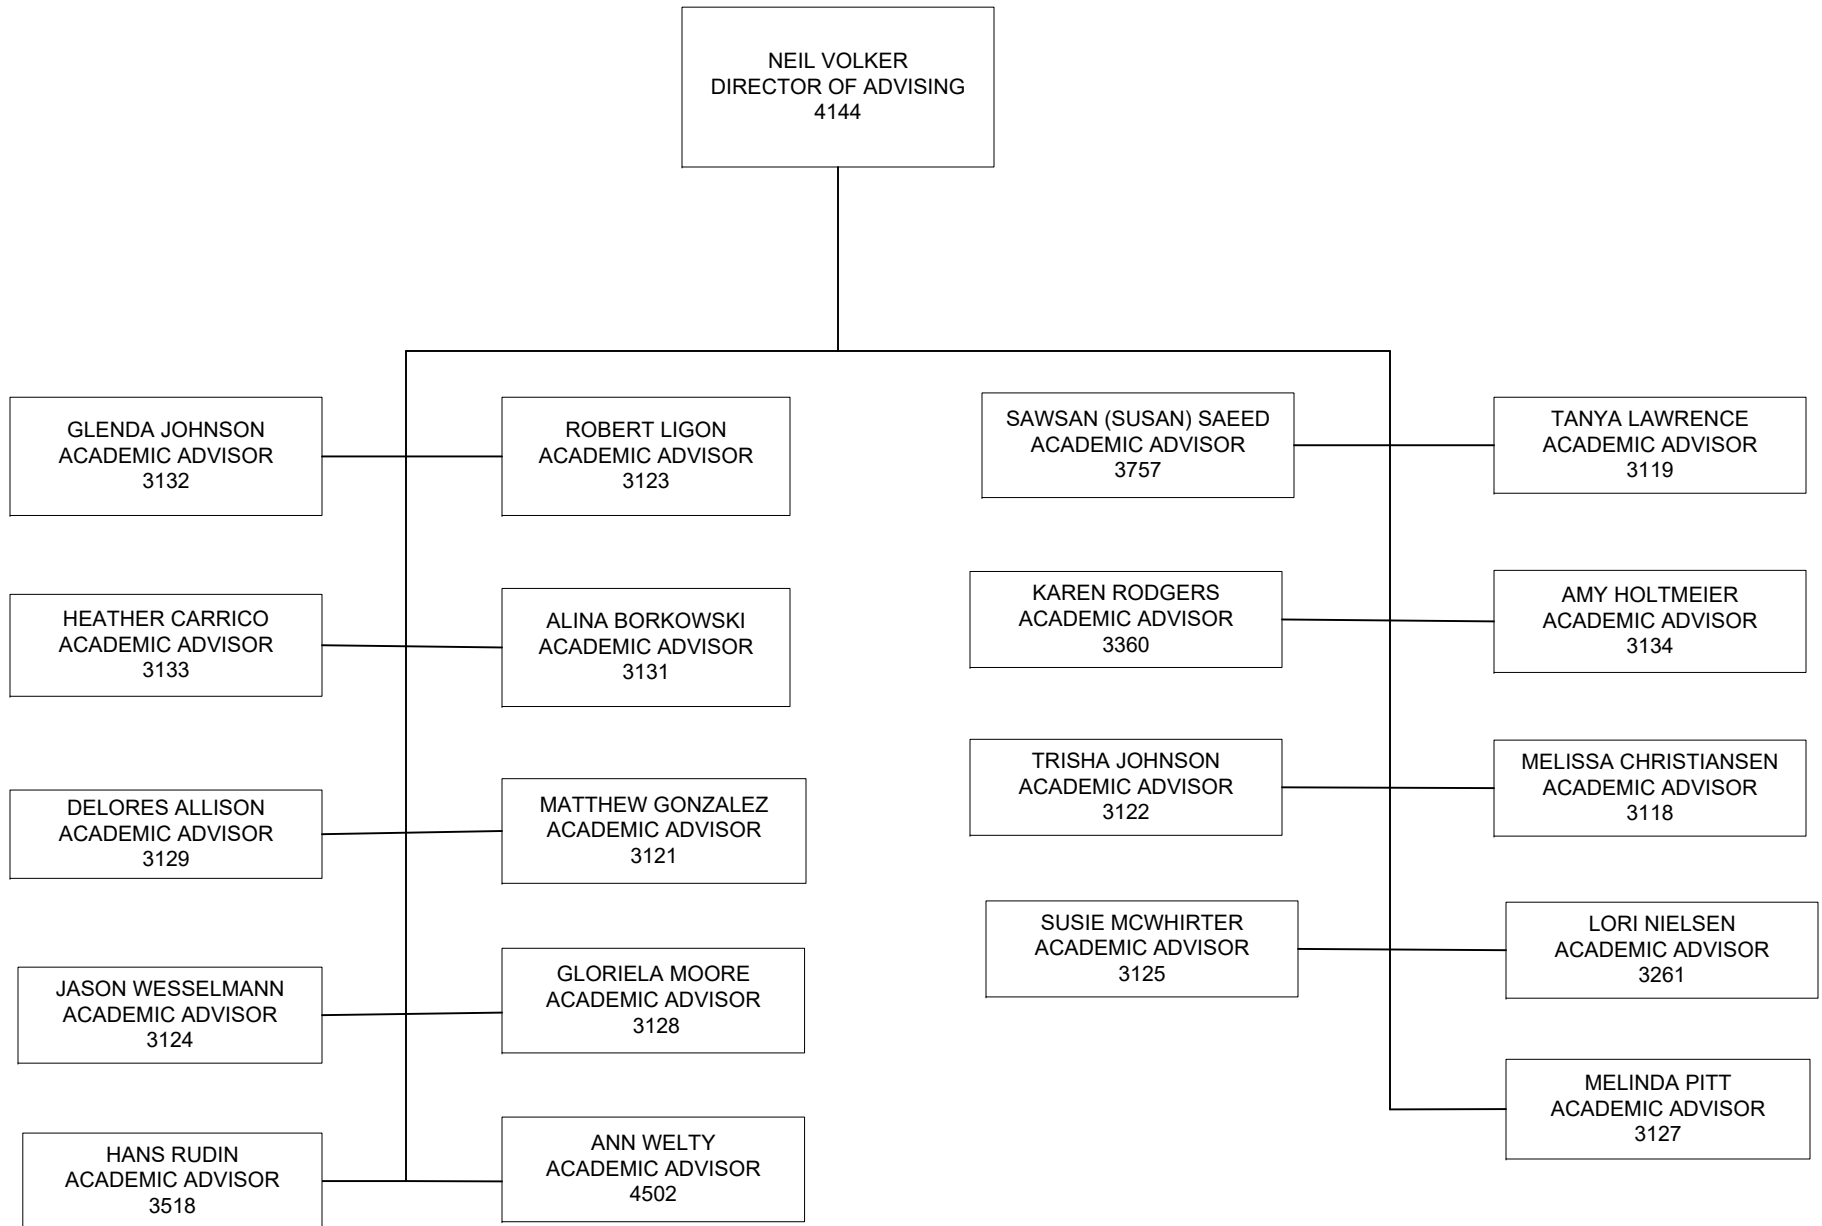 NEIL VOLKER
DIRECTOR OF ADVISING
4144
GLENDA JOHNSON
ACADEMIC ADVISOR
3132
ROBERT LIGON
ACADEMIC ADVISOR
3123
SAWSAN (SUSAN) SAEED
ACADEMIC ADVISOR
3757
TANYA LAWRENCE
ACADEMIC ADVISOR
3119
HEATHER CARRICO
ACADEMIC ADVISOR
3133
ALINA BORKOWSKI
ACADEMIC ADVISOR
3131
KAREN RODGERS
ACADEMIC ADVISOR
3360
AMY HOLTMEIER
ACADEMIC ADVISOR
3134
DELORES ALLISON
ACADEMIC ADVISOR
3129
MATTHEW GONZALEZ
ACADEMIC ADVISOR
3121
TRISHA JOHNSON
ACADEMIC ADVISOR
3122
MELISSA CHRISTIANSEN
ACADEMIC ADVISOR
3118
JASON WESSELMANN
ACADEMIC ADVISOR
3124
GLORIELA MOORE
ACADEMIC ADVISOR
3128
SUSIE MCWHIRTER
ACADEMIC ADVISOR
3125
LORI NIELSEN
ACADEMIC ADVISOR
3261
HANS RUDIN
ACADEMIC ADVISOR
3518
ANN WELTY
ACADEMIC ADVISOR
4502
MELINDA PITT
ACADEMIC ADVISOR
3127